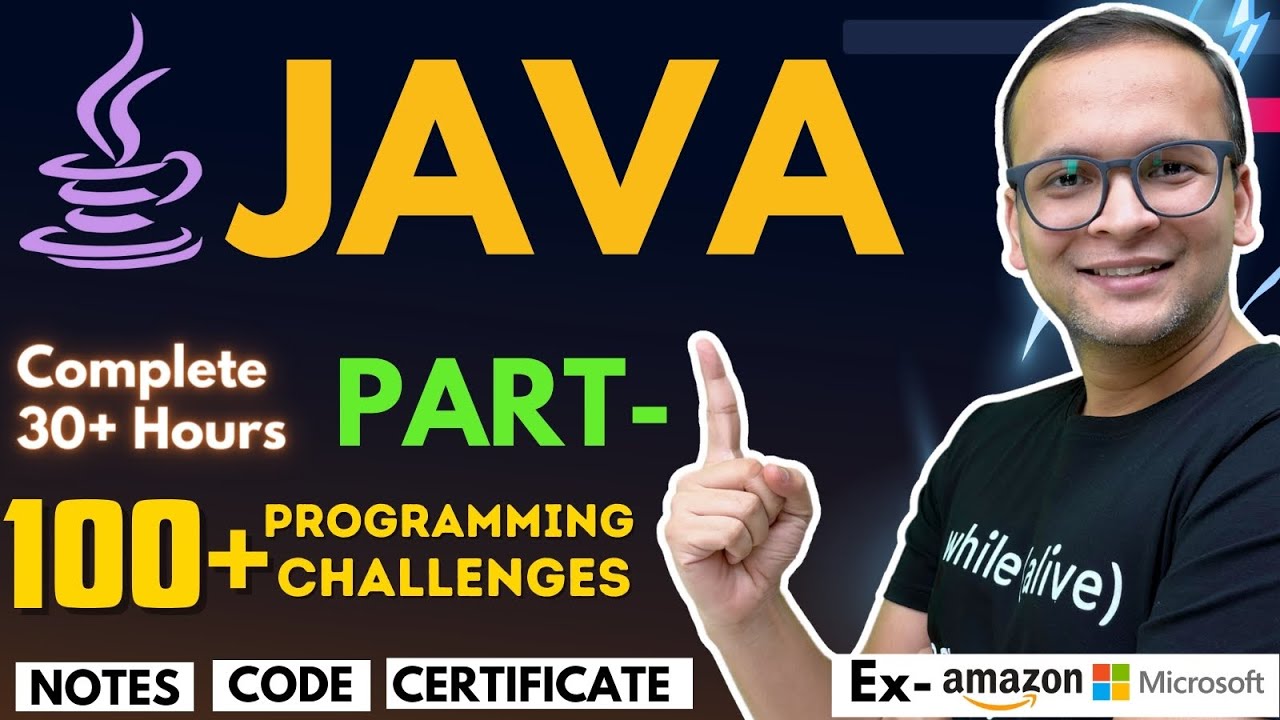 JAVA
Complete
30+ Hours
PART-
100+
PROGRAMMING
CHALLENGES
while(alive)
NOTES
CODE
CERTIFICATE
Ex-
amazon
Microsoft